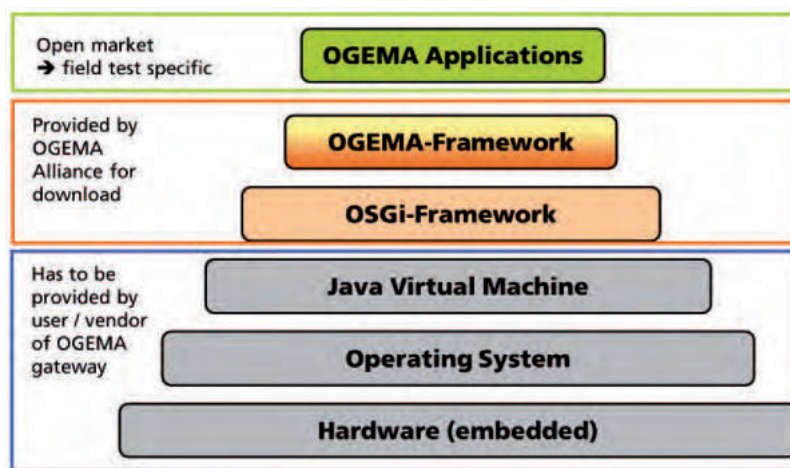 Open market
➔ field test specific
OGEMA Applications
Provided by
OGEMA
Alliance for
download
OGEMA-Framework
OSGi-Framework
Has to be
provided by
user / vendor
of OGEMA
gateway
Java Virtual Machine
Operating System
Hardware (embedded)